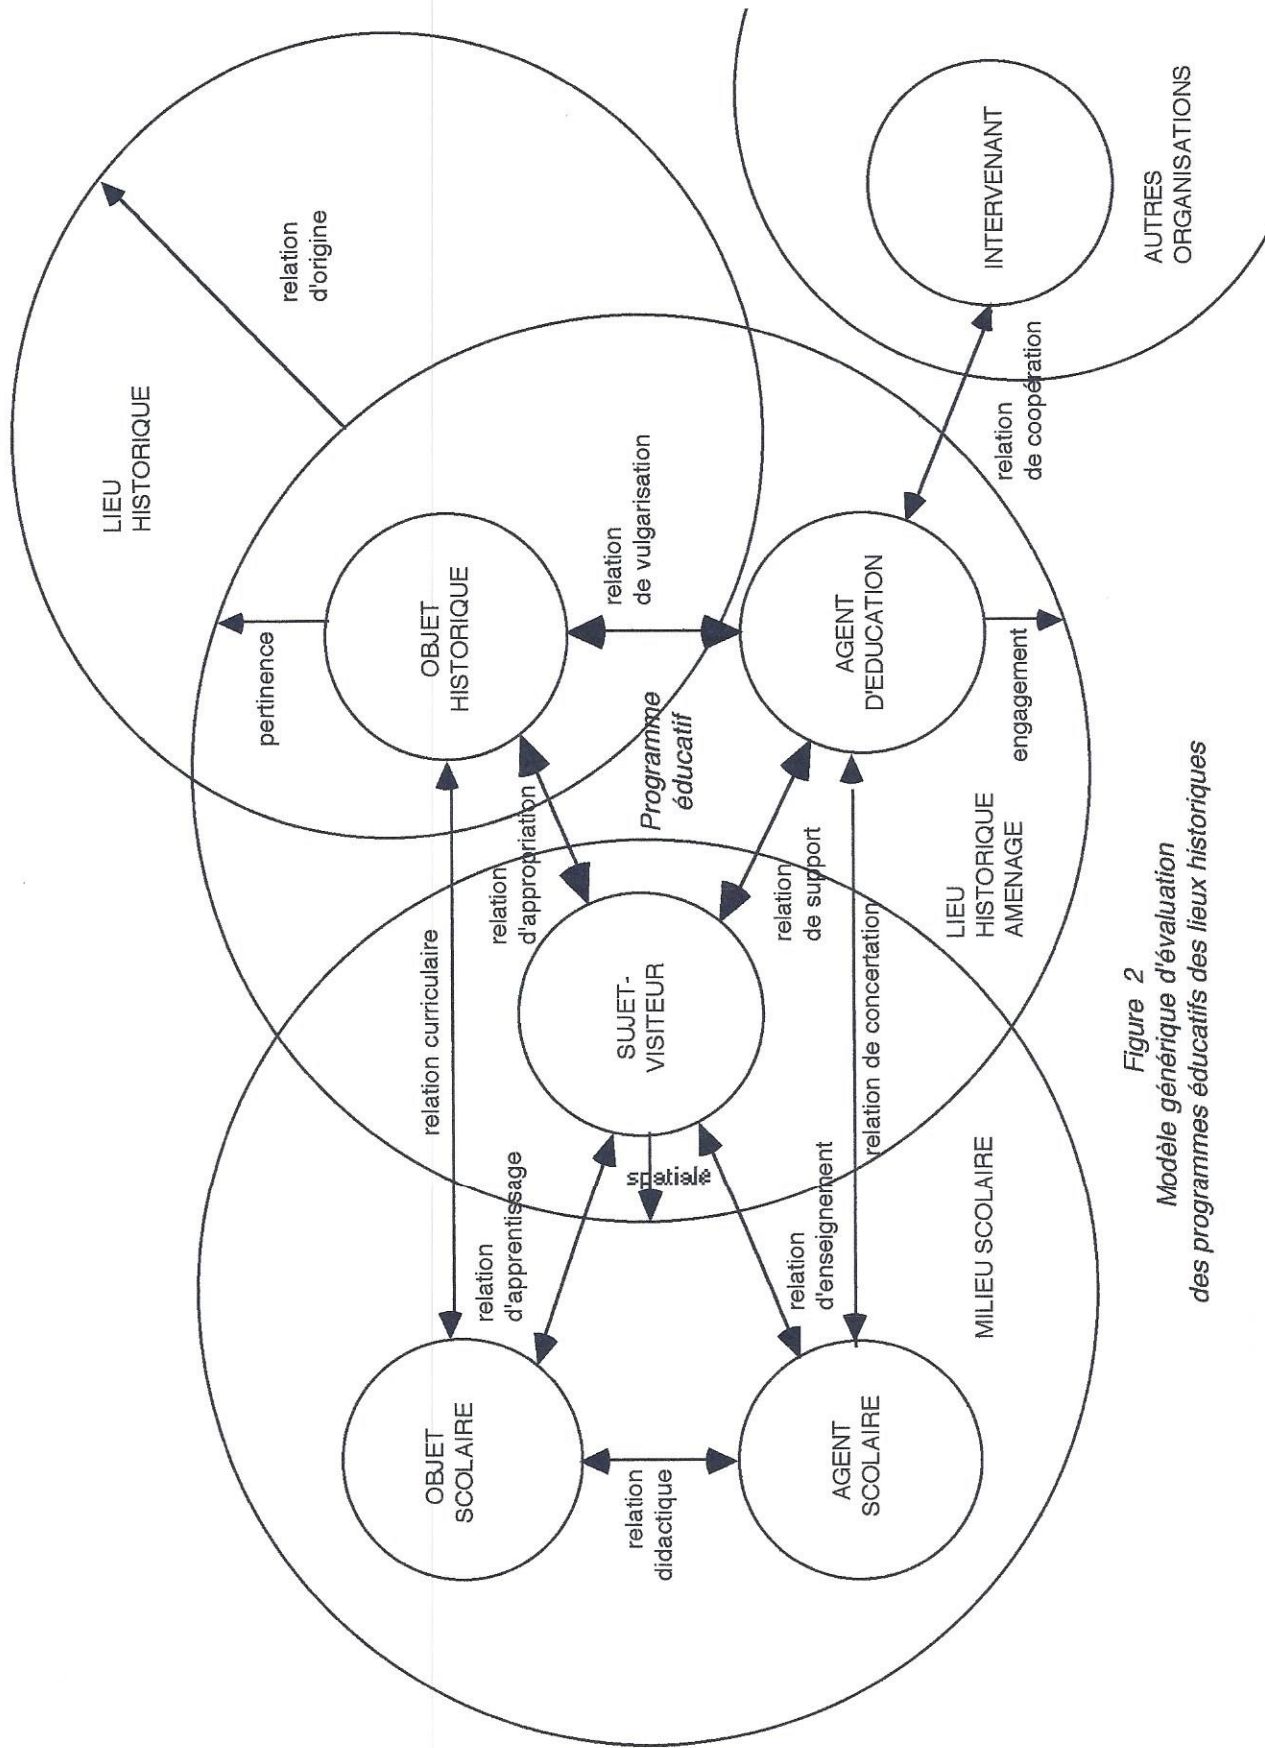 LIEU
HISTORIQUE
relation
d'origine
pertinence
OBJET
HISTORIQUE
relation
de vulgarisation
relation curriculaire
relation
d'appropriation
Programme
éducatif
OBJET
SCOLAIRE
relation
d'apprentissage
SUJET-
VISITEUR
spatiale
relation
didactique
relation
d'enseignement
relation
de support
AGENT
SCOLAIRE
relation de concertation
AGENT
D'EDUCATION
engagement
relation
de coopération
INTERVENANT
AUTRES
ORGANISATIONS
MILIEU SCOLAIRE
LIEU
HISTORIQUE
AMENAGE
Figure 2
Modèle générique d'évaluation
des programmes éducatifs des lieux historiques